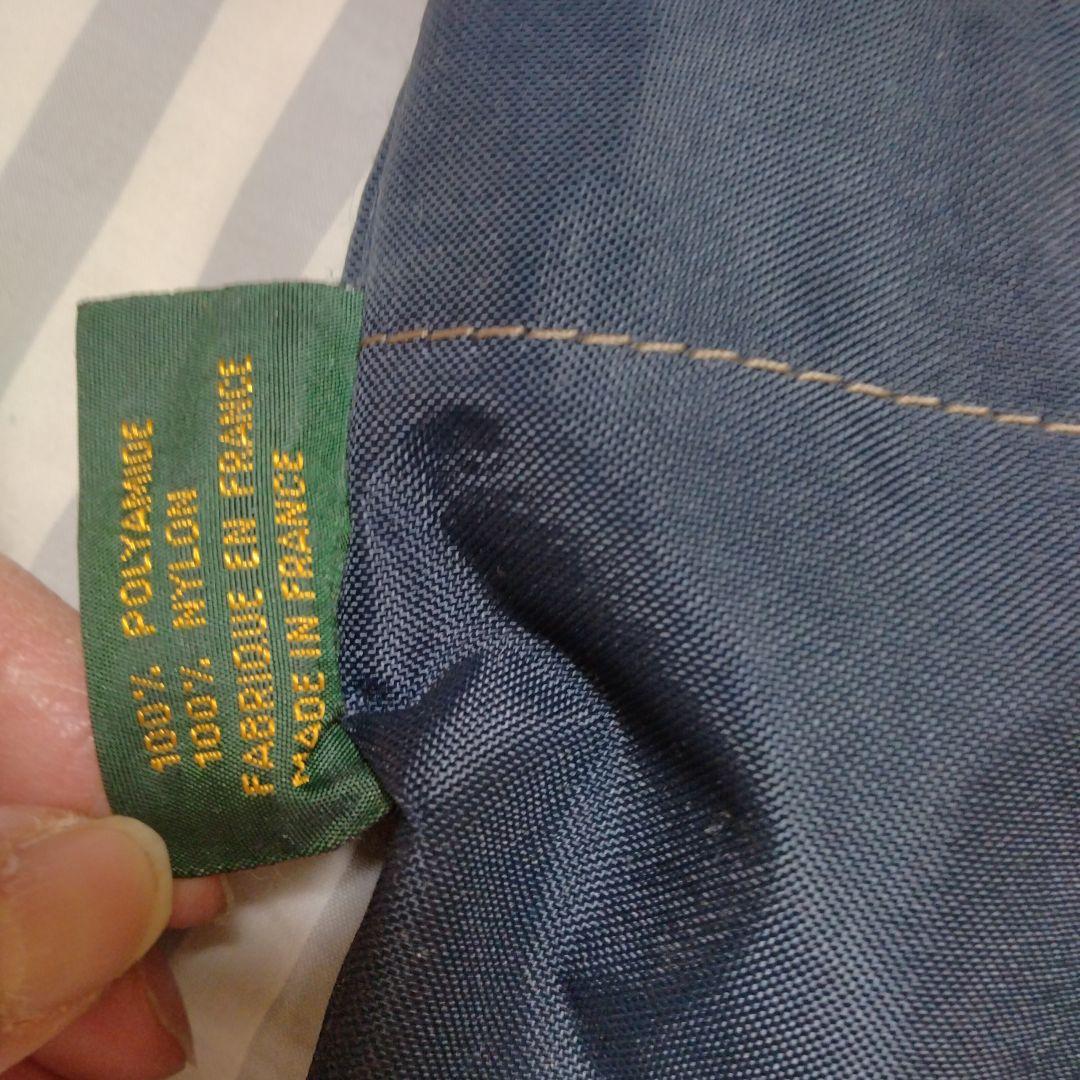 100% POLYAMIDE
100% NYLON
FABRIQUE EN FRANCE
MADE IN FRANCE